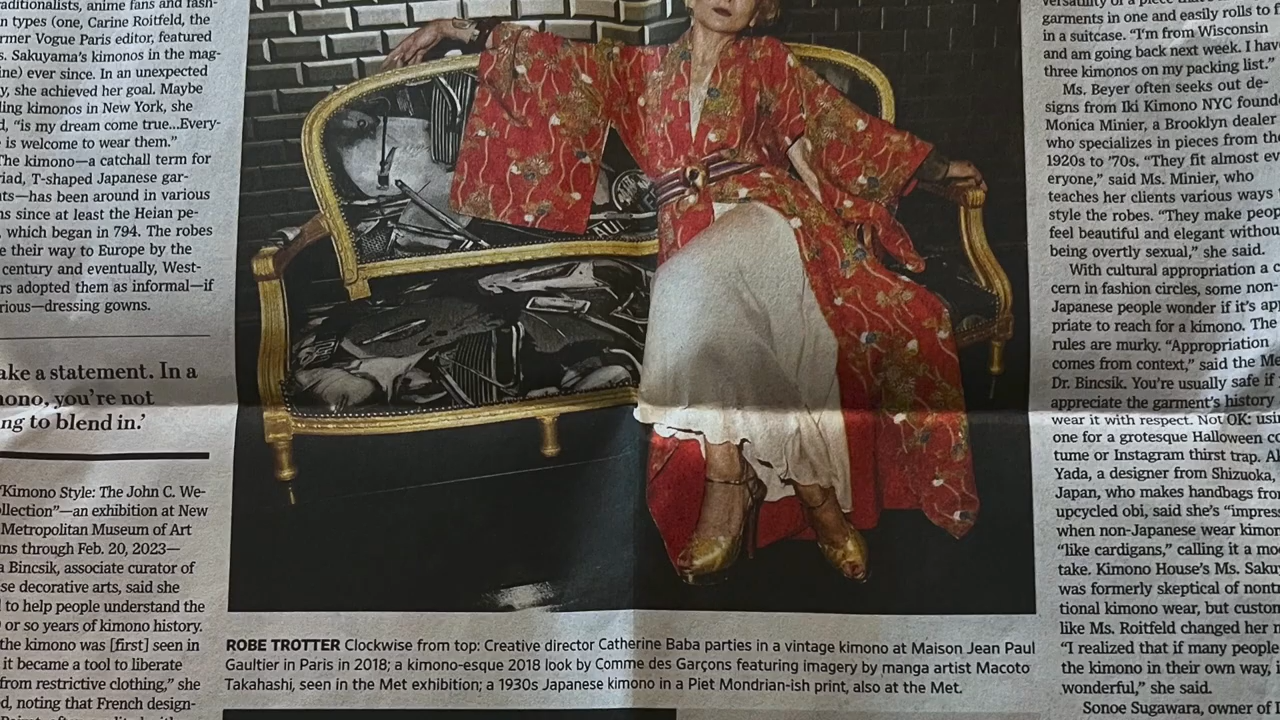 aditionalists, anime fans and fash-
n types (one, Carine Roitfeld, the
rmer Vogue Paris editor, featured
s. Sakuyama's kimonos in the mag-
ine) ever since. In an unexpected
y, she achieved her goal. Maybe
ling kimonos in New York, she
d, "is my dream come true...Every-
is welcome to wear them."
The kimono—a catchall term for
riad, T-shaped Japanese gar-
nts—has been around in various
ns since at least the Heian pe-
, which began in 794. The robes
e their way to Europe by the
century and eventually, West-
rs adopted them as informal—if
rious—dressing gowns.
ake a statement. In a
nono, you're not
ng to blend in.'
"Kimono Style: The John C. We-
ollection"—an exhibition at New
Metropolitan Museum of Art
ns through Feb. 20, 2023—
a Bincsik, associate curator of
se decorative arts, said she
to help people understand the
or so years of kimono history.
the kimono was [first] seen in
it became a tool to liberate
from restrictive clothing," she
d, noting that French design-
ROBE TROTTER Clockwise from top: Creative director Catherine Baba parties in a vintage kimono at Maison Jean Paul
Gaultier in Paris in 2018; a kimono-esque 2018 look by Comme des Garçons featuring imagery by manga artist Macoto
Takahashi, seen in the Met exhibition; a 1930s Japanese kimono in a Piet Mondrian-ish print, also at the Met.
versatility of a piece
garments in one and easily rolls to f
in a suitcase. "I'm from Wisconsin
and am going back next week. I hav
three kimonos on my packing list."
Ms. Beyer often seeks out de-
signs from Iki Kimono NYC found
Monica Minier, a Brooklyn dealer
who specializes in pieces from th
1920s to '70s. "They fit almost ev
eryone," said Ms. Minier, who
teaches her clients various ways
style the robes. "They make peop
feel beautiful and elegant withou
being overtly sexual," she said.
With cultural appropriation a c
cern in fashion circles, some non-
Japanese people wonder if it's ap
priate to reach for a kimono. The
rules are murky. "Appropriation
comes from context," said the Me
Dr. Bincsik. You're usually safe if
appreciate the garment's history
wear it with respect. Not OK: usi
one for a grotesque Halloween co
tume or Instagram thirst trap. Al
Yada, a designer from Shizuoka,
Japan, who makes handbags fro
upcycled obi, said she's "impress
when non-Japanese wear kimon
"like cardigans," calling it a mo
take. Kimono House's Ms. Saku
was formerly skeptical of nont
tional kimono wear, but custom
like Ms. Roitfeld changed her m
"I realized that if many people
the kimono in their own way, i
wonderful," she said.
Sonoe Sugawara, owner of I